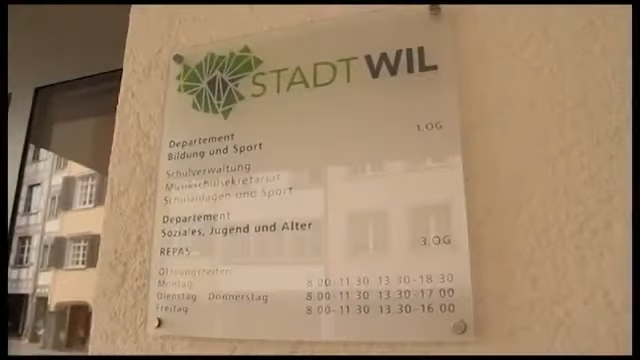 STADT WIL
Departement
Bildung und Sport 1.OG
Schulverwaltung
Musikschulsekretariat
Schulanlagen und Sport
Departement
Soziales, Jugend und Alter
REPAS 3.OG
Öffnungszeiten
Montag 8.00-11.30 13.30-18.30
Dienstag - Donnerstag 8.00-11.30 13.30-17.00
Freitag 8.00-11.30 13.30-16.00